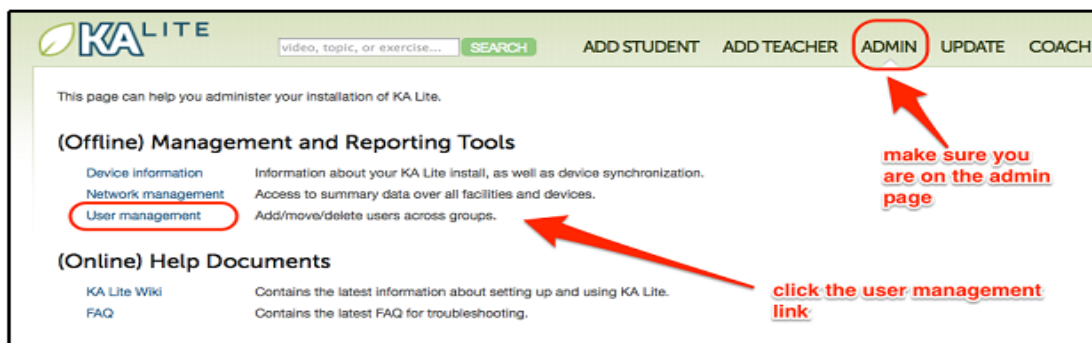 KA LITE
video, topic, or exercise... SEARCH ADD STUDENT ADD TEACHER ADMIN UPDATE COACH
This page can help you administer your installation of KA Lite.
(Offline) Management and Reporting Tools
Device information Information about your KA Lite install, as well as device synchronization.
Network management Access to summary data over all facilities and devices.
User management Add/move/delete users across groups.
make sure you
are on the admin
page
(Online) Help Documents
KA Lite Wiki Contains the latest information about setting up and using KA Lite.
FAQ Contains the latest FAQ for troubleshooting.
click the user management
link